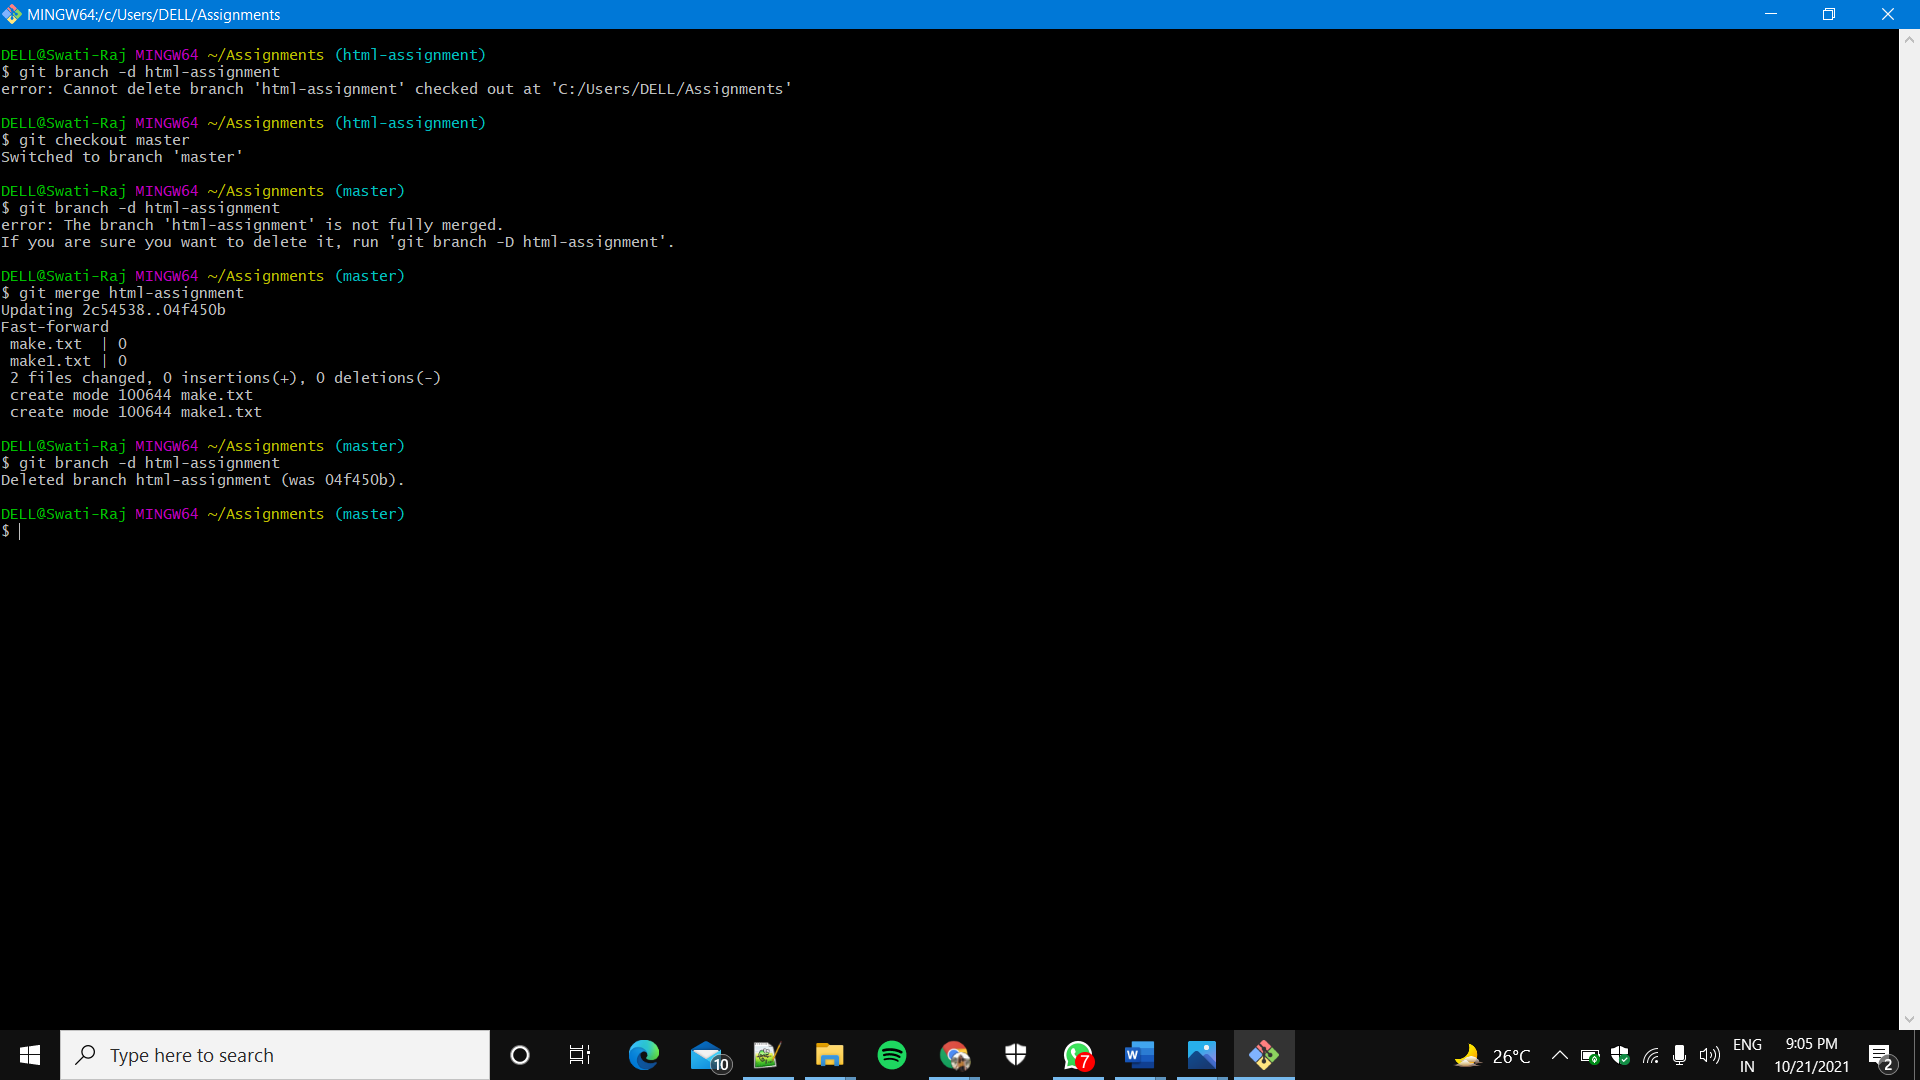 MINGW64:/c/Users/DELL/Assignments
DELL@Swati-Raj MINGW64 ~/Assignments (html-assignment)
$ git branch -d html-assignment
error: Cannot delete branch 'html-assignment' checked out at 'C:/Users/DELL/Assignments'
DELL@Swati-Raj MINGW64 ~/Assignments (html-assignment)
$ git checkout master
Switched to branch 'master'
DELL@Swati-Raj MINGW64 ~/Assignments (master)
$ git branch -d html-assignment
error: The branch 'html-assignment' is not fully merged.
If you are sure you want to delete it, run 'git branch -D html-assignment'.
DELL@Swati-Raj MINGW64 ~/Assignments (master)
$ git merge html-assignment
Updating 2c54538..04f450b
Fast-forward
 make.txt  | 0
 make1.txt | 0
 2 files changed, 0 insertions(+), 0 deletions(-)
 create mode 100644 make.txt
 create mode 100644 make1.txt
DELL@Swati-Raj MINGW64 ~/Assignments (master)
$ git branch -d html-assignment
Deleted branch html-assignment (was 04f450b).
DELL@Swati-Raj MINGW64 ~/Assignments (master)
$
Type here to search
10
7
W
26°C
ENG
IN
9:05 PM
10/21/2021
2